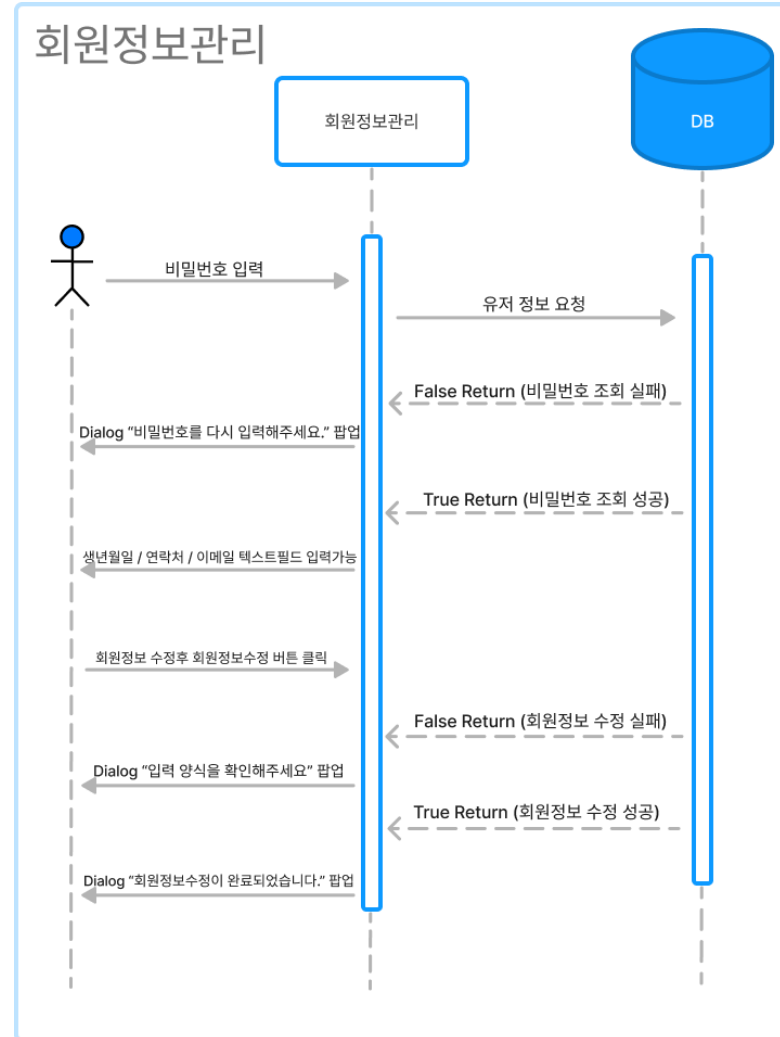 회원정보관리
회원정보관리
DB
비밀번호 입력
유저 정보 요청
False Return (비밀번호 조회 실패)
Dialog “비밀번호를 다시 입력해주세요.” 팝업
True Return (비밀번호 조회 성공)
생년월일 / 연락처 / 이메일 텍스트필드 입력가능
회원정보 수정후 회원정보수정 버튼 클릭
False Return (회원정보 수정 실패)
Dialog “입력 양식을 확인해주세요” 팝업
True Return (회원정보 수정 성공)
Dialog “회원정보수정이 완료되었습니다.” 팝업